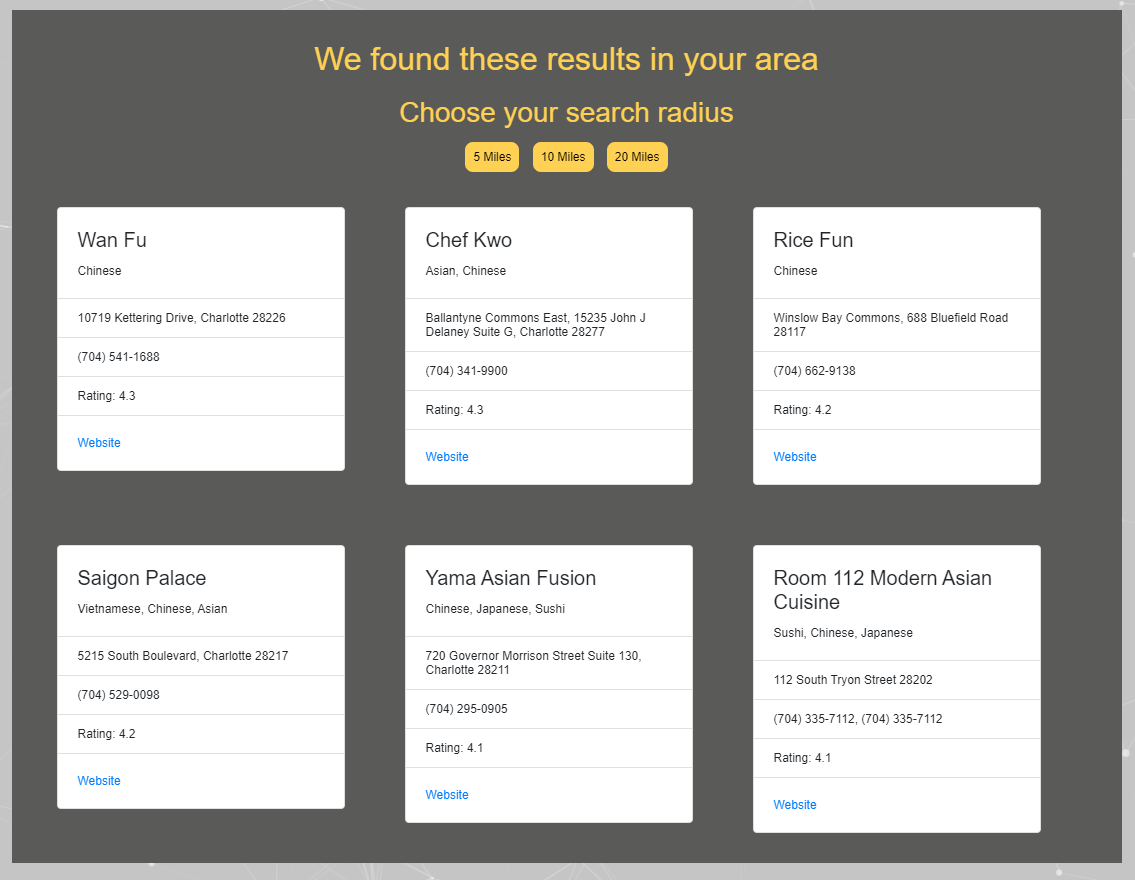 We found these results in your area
Choose your search radius
5 Miles
10 Miles
20 Miles
Wan Fu
Chinese
10719 Kettering Drive, Charlotte 28226
(704) 541-1688
Rating: 4.3
Website
Chef Kwo
Asian, Chinese
Ballantyne Commons East, 15235 John J
Delaney Suite G, Charlotte 28277
(704) 341-9900
Rating: 4.3
Website
Rice Fun
Chinese
Winslow Bay Commons, 688 Bluefield Road
28117
(704) 662-9138
Rating: 4.2
Website
Saigon Palace
Vietnamese, Chinese, Asian
5215 South Boulevard, Charlotte 28217
(704) 529-0098
Rating: 4.2
Website
Yama Asian Fusion
Chinese, Japanese, Sushi
720 Governor Morrison Street Suite 130,
Charlotte 28211
(704) 295-0905
Rating: 4.1
Website
Room 112 Modern Asian
Cuisine
Sushi, Chinese, Japanese
112 South Tryon Street 28202
(704) 335-7112, (704) 335-7112
Rating: 4.1
Website